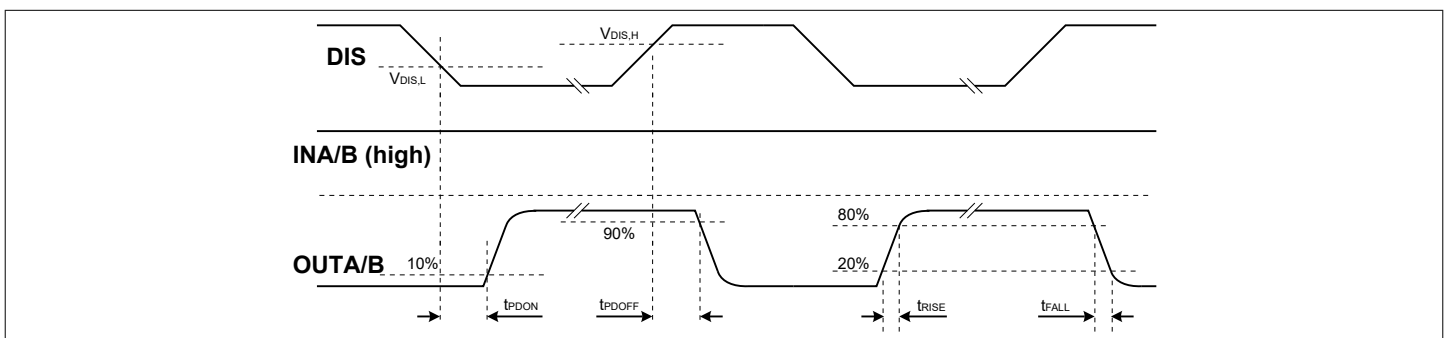 VDIS,H
DIS
VDIS,L
INA/B (high)
80%
90%
OUTA/B
10%
20%
tPDON
tPDOFF
tRISE
tFALL